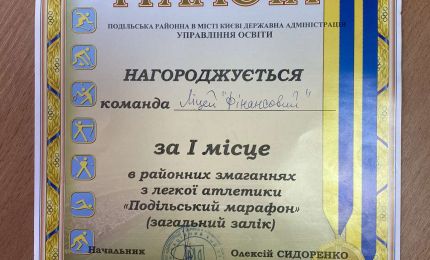 ГРАМОТА
ПОДІЛЬСЬКА РАЙОННА В МІСТІ КИЄВІ ДЕРЖАВНА АДМІНІСТРАЦІЯ
УПРАВЛІННЯ ОСВІТИ
НАГОРОДЖУЄТЬСЯ
команда Ліцей "Фінансовий"
за І місце
в районних змаганнях
з легкої атлетики
«Подільський марафон»
(загальний залік)
Начальник Олексій СИДОРЕНКО